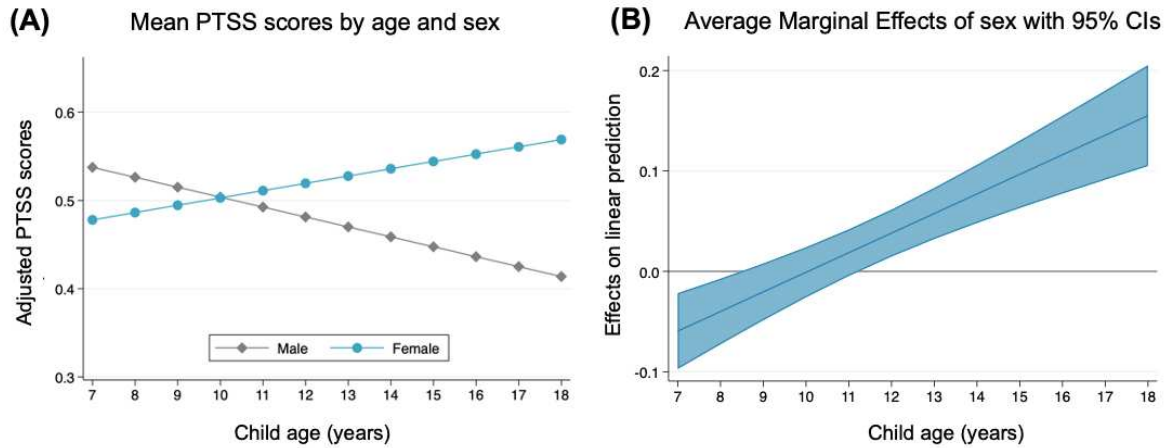 (A) Mean PTSS scores by age and sex
Adjusted PTSS scores
0.6
0.5
0.4
0.3
Male Female
7 8 9 10 11 12 13 14 15 16 17 18
Child age (years)
(B) Average Marginal Effects of sex with 95% CIs
Effects on linear prediction
0.2
0.1
0.0
-0.1
7 8 9 10 11 12 13 14 15 16 17 18
Child age (years)